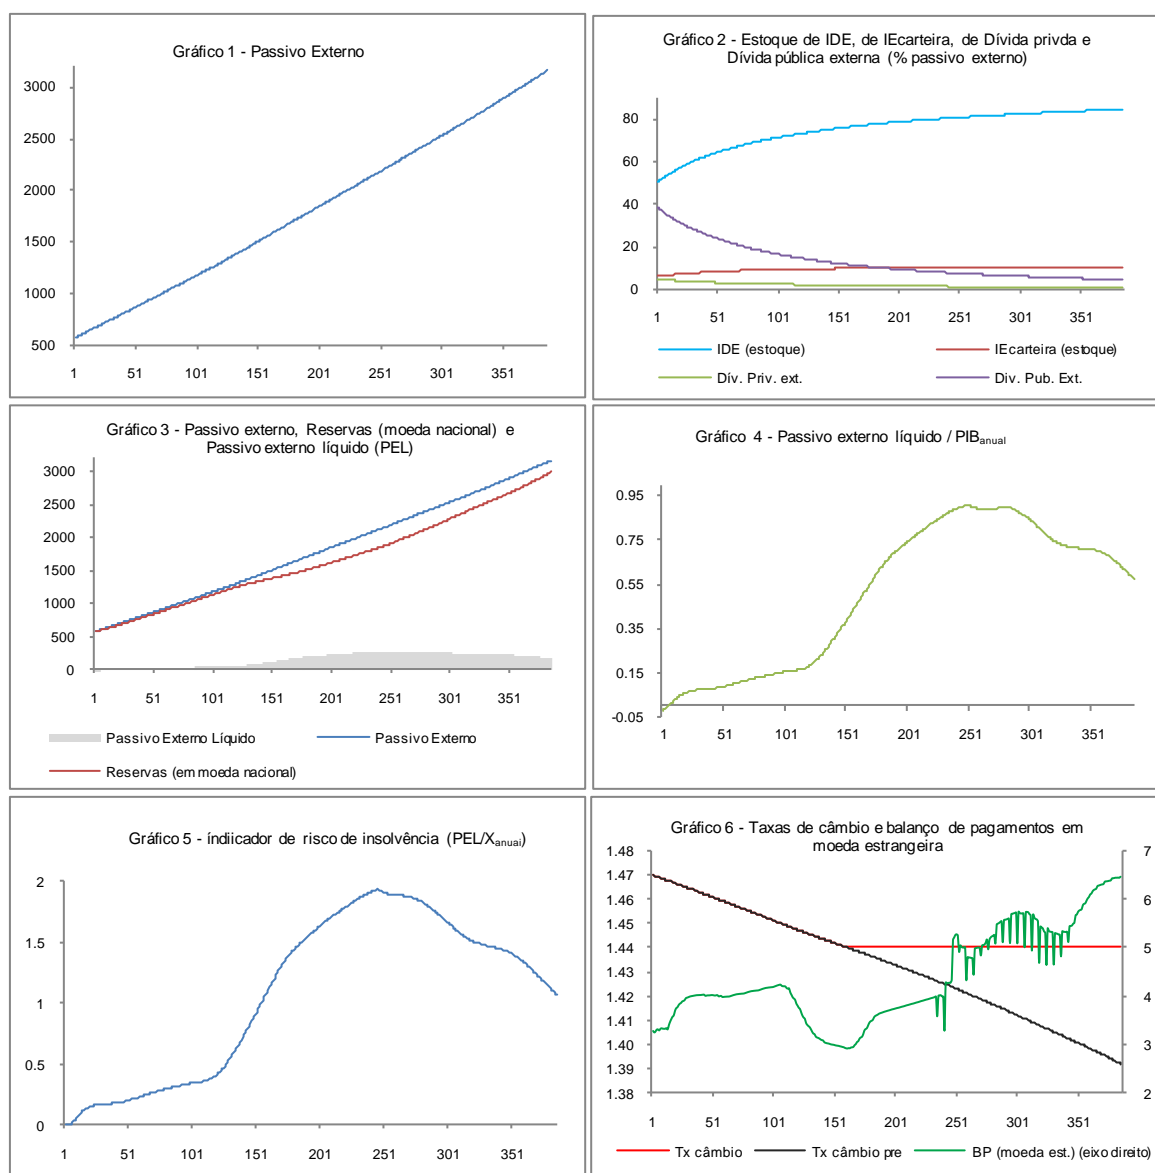 Gráfico 1 - Passivo Externo
3000
2500
2000
1500
1000
500
1 51 101 151 201 251 301 351
Gráfico 2 - Estoque de IDE, de IEcarteira, de Dívida privda e
Dívida pública externa (% passivo externo)
80
60
40
20
0
1 51 101 151 201 251 301 351
IDE (estoque) IEcarteira (estoque)
Dív. Priv. ext. Div. Pub. Ext.
Gráfico 3 - Passivo externo, Reservas (moeda nacional) e
Passivo externo líquido (PEL)
3000
2500
2000
1500
1000
500
0
1 51 101 151 201 251 301 351
Passivo Externo Líquido Passivo Externo
Reservas (em moeda nacional)
Gráfico 4 - Passivo externo líquido / PIBanual
0.95
0.75
0.55
0.35
0.15
-0.05
1 51 101 151 201 251 301 351
Gráfico 5 - índiicador de risco de insolvência (PEL/Xanual)
2
1.5
1
0.5
0
1 51 101 151 201 251 301 351
Gráfico 6 - Taxas de câmbio e balanço de pagamentos em
moeda estrangeira
1.48 7
1.47
1.46 6
1.45
1.44 5
1.43
1.42 4
1.41
1.40 3
1.39
1.38 2
1 51 101 151 201 251 301 351
Tx câmbio Tx câmbio pre BP (moeda est.) (eixo direito)